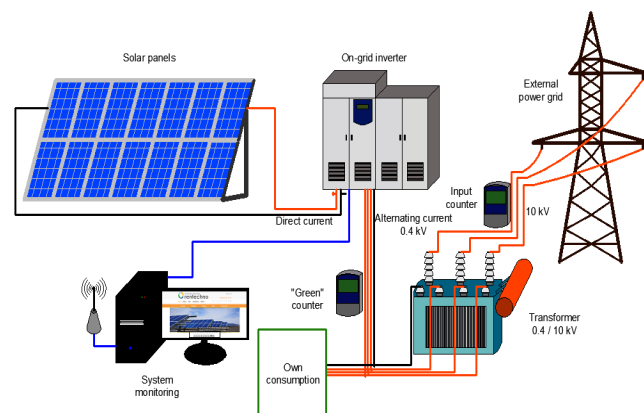 Solar panels
On-grid inverter
External
power grid
Input
counter
10 kV
Direct current
Alternating current
0.4 kV
"Green"
counter
rentechno
Transformer
0.4 / 10 kV
Own
consumption
System
monitoring